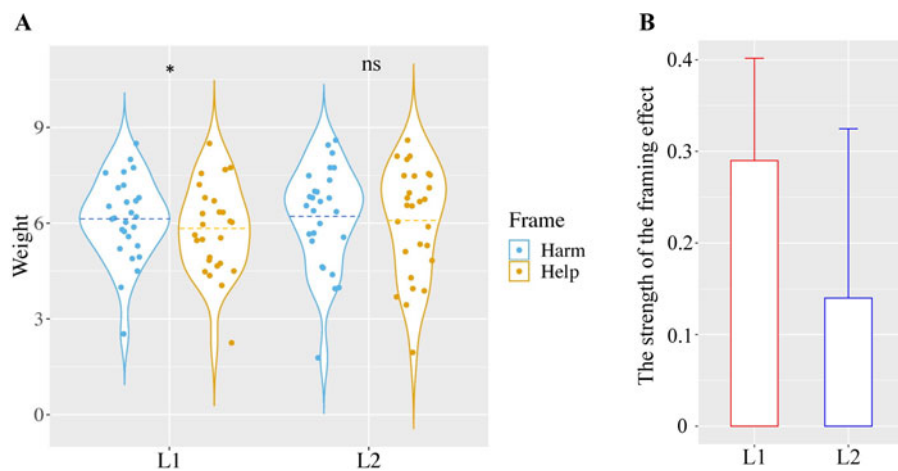 A
*
ns
9
6
3
0
Weight
L1
L2
Frame
Harm
Help
B
0.4
0.3
0.2
0.1
0
The strength of the framing effect
L1
L2